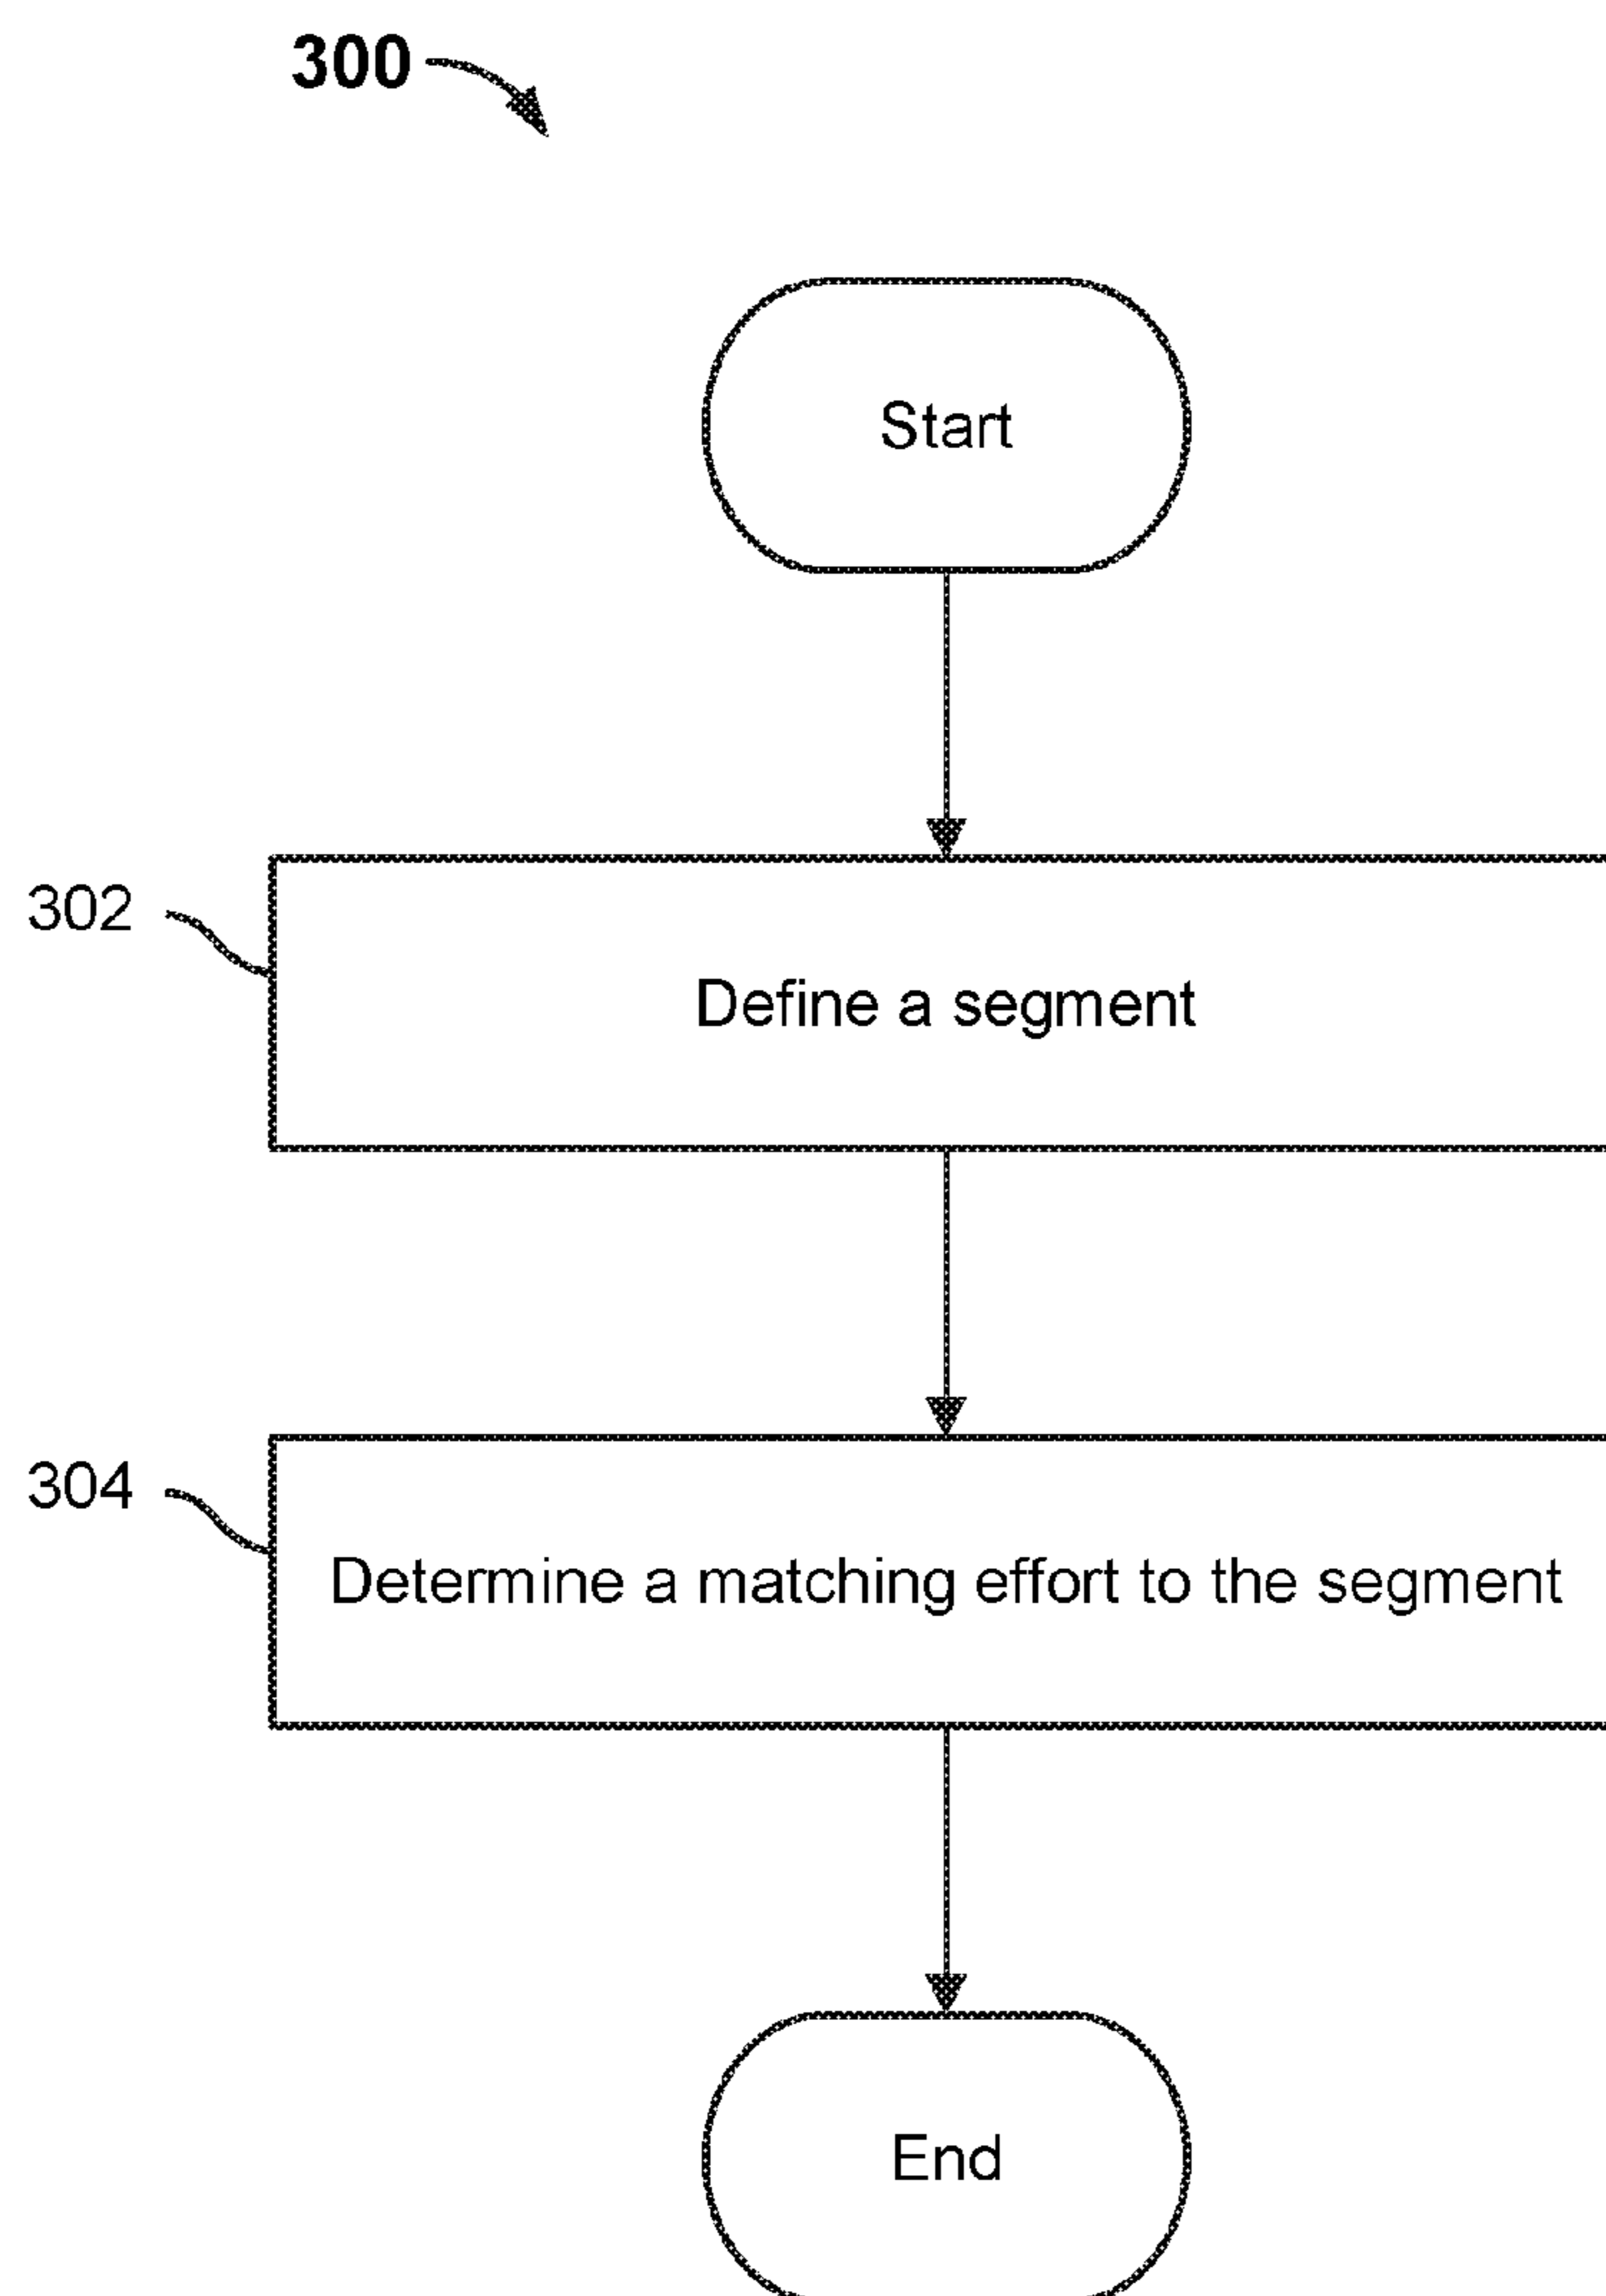 300
Start
302
Define a segment
304
Determine a matching effort to the segment
End